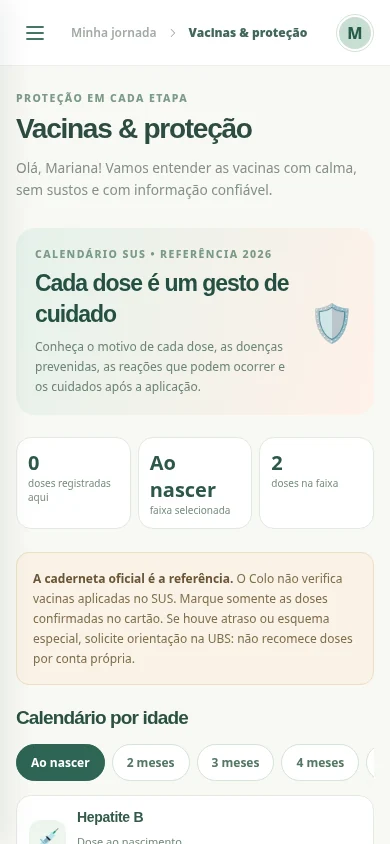 Minha jornada > Vacinas & proteção
M
PROTEÇÃO EM CADA ETAPA
Vacinas & proteção
Olá, Mariana! Vamos entender as vacinas com calma,
sem sustos e com informação confiável.
CALENDÁRIO SUS • REFERÊNCIA 2026
Cada dose é um gesto de
cuidado
Conheça o motivo de cada dose, as doenças
prevenidas, as reações que podem ocorrer e
os cuidados após a aplicação.
0
doses registradas
aqui
Ao
nascer
faixa selecionada
2
doses na faixa
A caderneta oficial é a referência. O Colo não verifica
vacinas aplicadas no SUS. Marque somente as doses
confirmadas no cartão. Se houve atraso ou esquema
especial, solicite orientação na UBS: não recomece doses
por conta própria.
Calendário por idade
Ao nascer
2 meses
3 meses
4 meses
Hepatite B
Dose ao nascimento